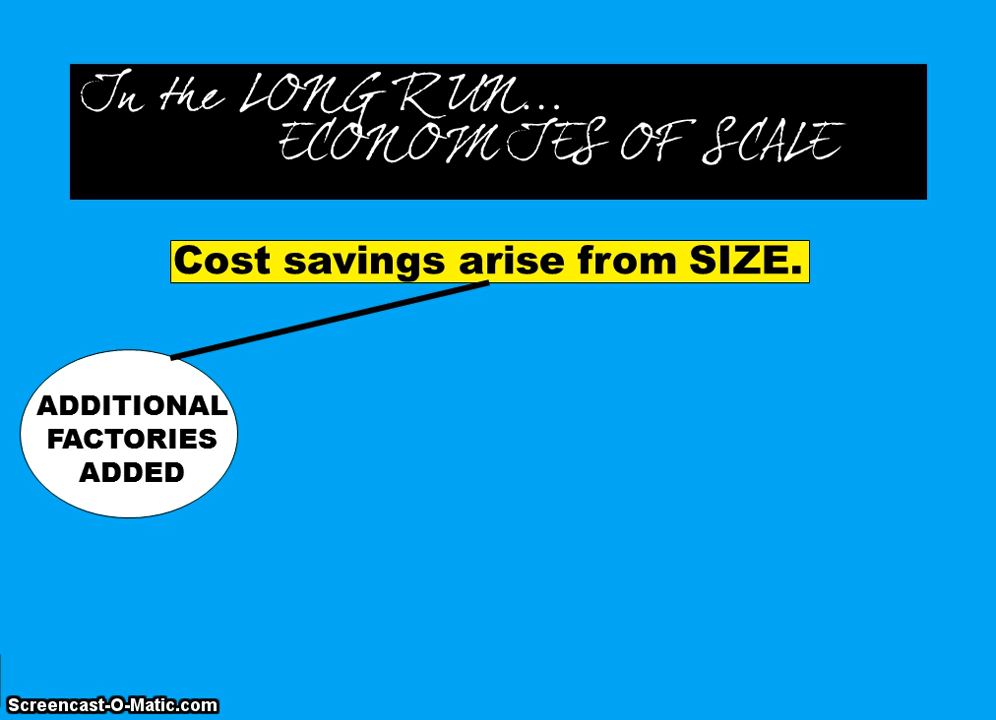 In the LONG RUN...
ECONOMIES OF SCALE
Cost savings arise from SIZE.
ADDITIONAL
FACTORIES
ADDED
Screencast-O-Matic.com